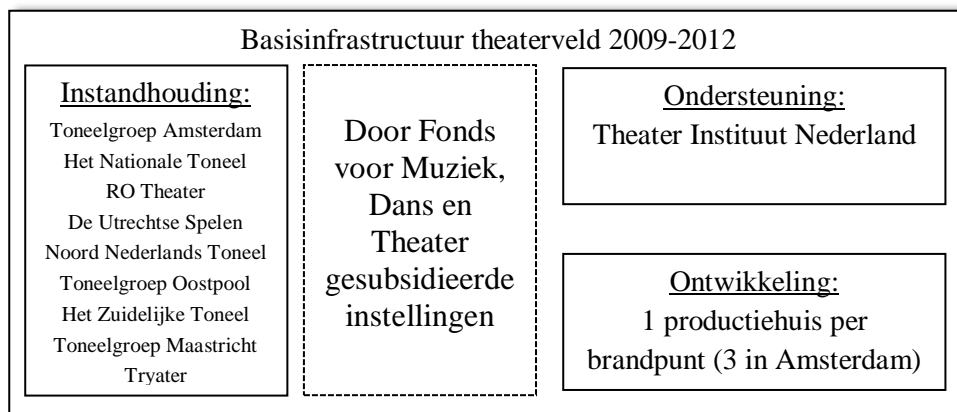 Basisinfrastructuur theaterveld 2009-2012
Instandhouding:
Toneelgroep Amsterdam
Het Nationale Toneel
RO Theater
De Utrechtse Spelen
Noord Nederlands Toneel
Toneelgroep Oostpool
Het Zuidelijke Toneel
Toneelgroep Maastricht
Tryater
Door Fonds
voor Muziek,
Dans en
Theater
gesubsidieerde
instellingen
Ondersteuning:
Theater Instituut Nederland
Ontwikkeling:
1 productiehuis per
brandpunt (3 in Amsterdam)